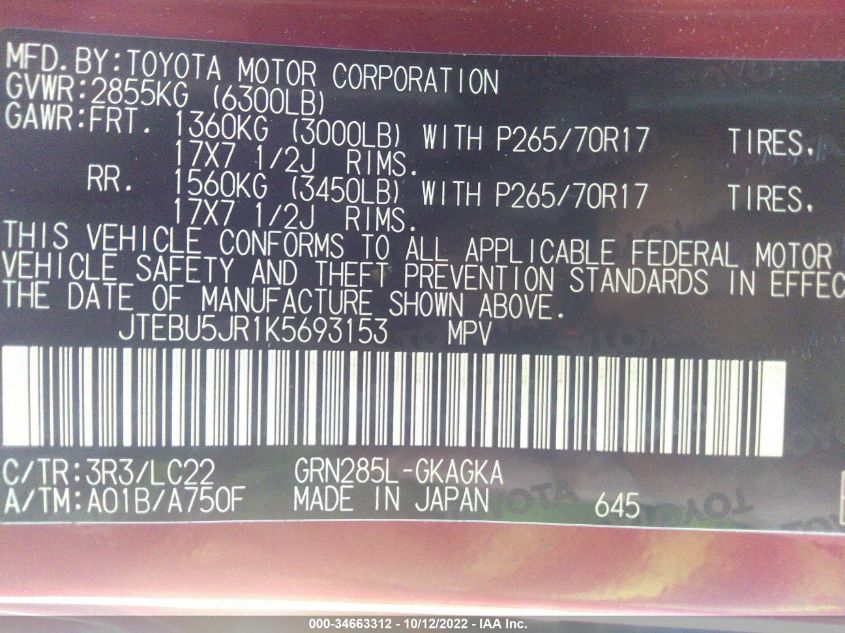 MFD.BY:TOYOTA MOTOR CORPORATION
GVWR:2855KG (6300LB)
GAWR:FRT. 1360KG (3000LB) WITH P265/70R17 TIRES,
17X7 1/2J RIMS.
RR. 1560KG (3450LB) WITH P265/70R17 TIRES,
17X7 1/2J RIMS.
THIS VEHICLE CONFORMS TO ALL APPLICABLE FEDERAL MOTOR
VEHICLE SAFETY AND THEFT PREVENTION STANDARDS IN EFFEC
THE DATE OF MANUFACTURE SHOWN ABOVE.
JTEBU5JR1K5693153 MPV
C/TR:3R3/LC22 GRN285L-GKAGKA
A/TM:A01B/A750F MADE IN JAPAN 645
TOYOTA TOYOTA
000-34663312 - 10/12/2022 - IAA Inc.